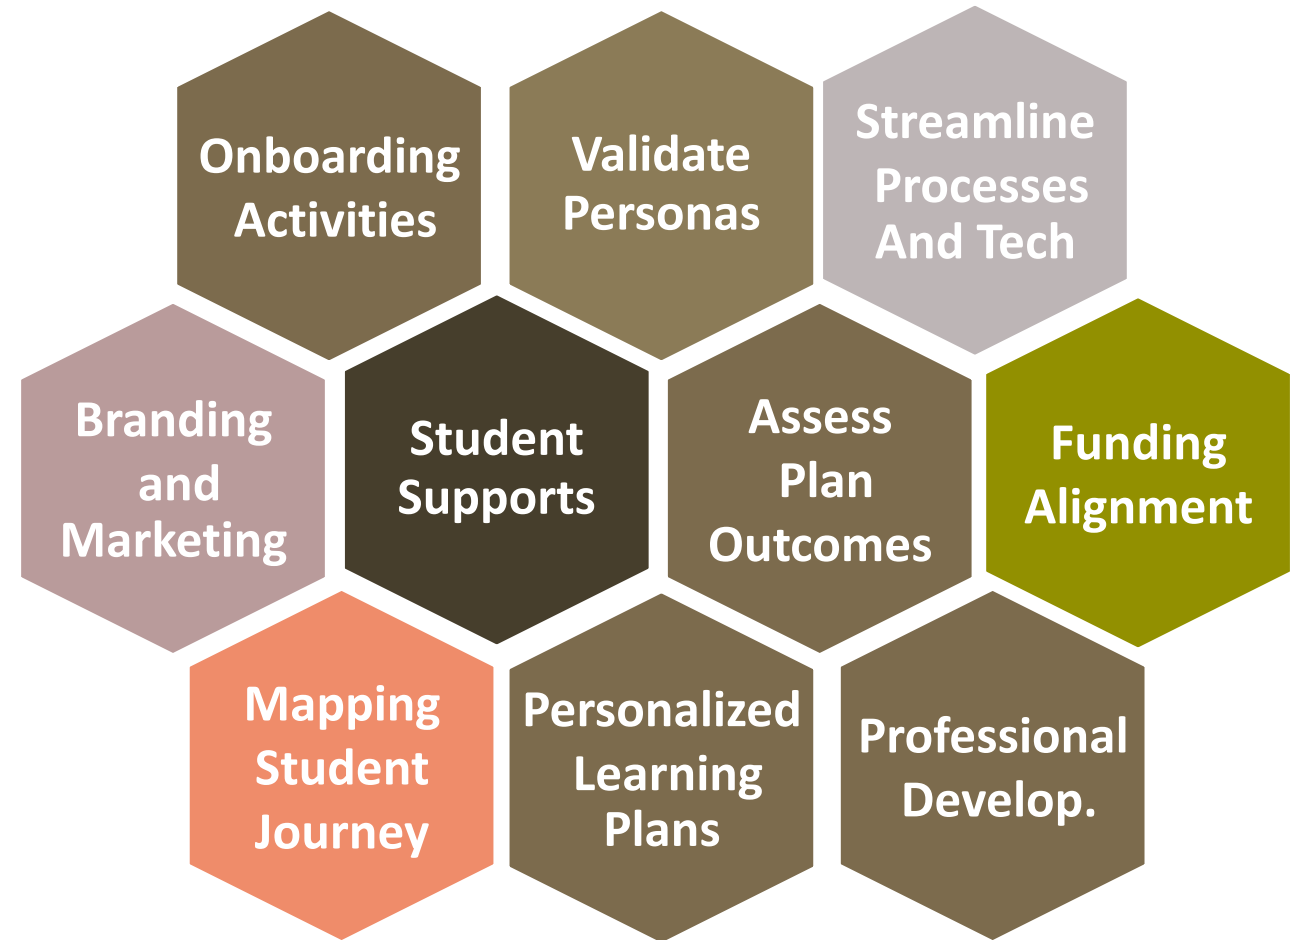 Onboarding
Activities
Validate
Personas
Streamline
Processes
And Tech
Branding
and
Marketing
Student
Supports
Assess
Plan
Outcomes
Funding
Alignment
Mapping
Student
Journey
Personalized
Learning
Plans
Professional
Develop.